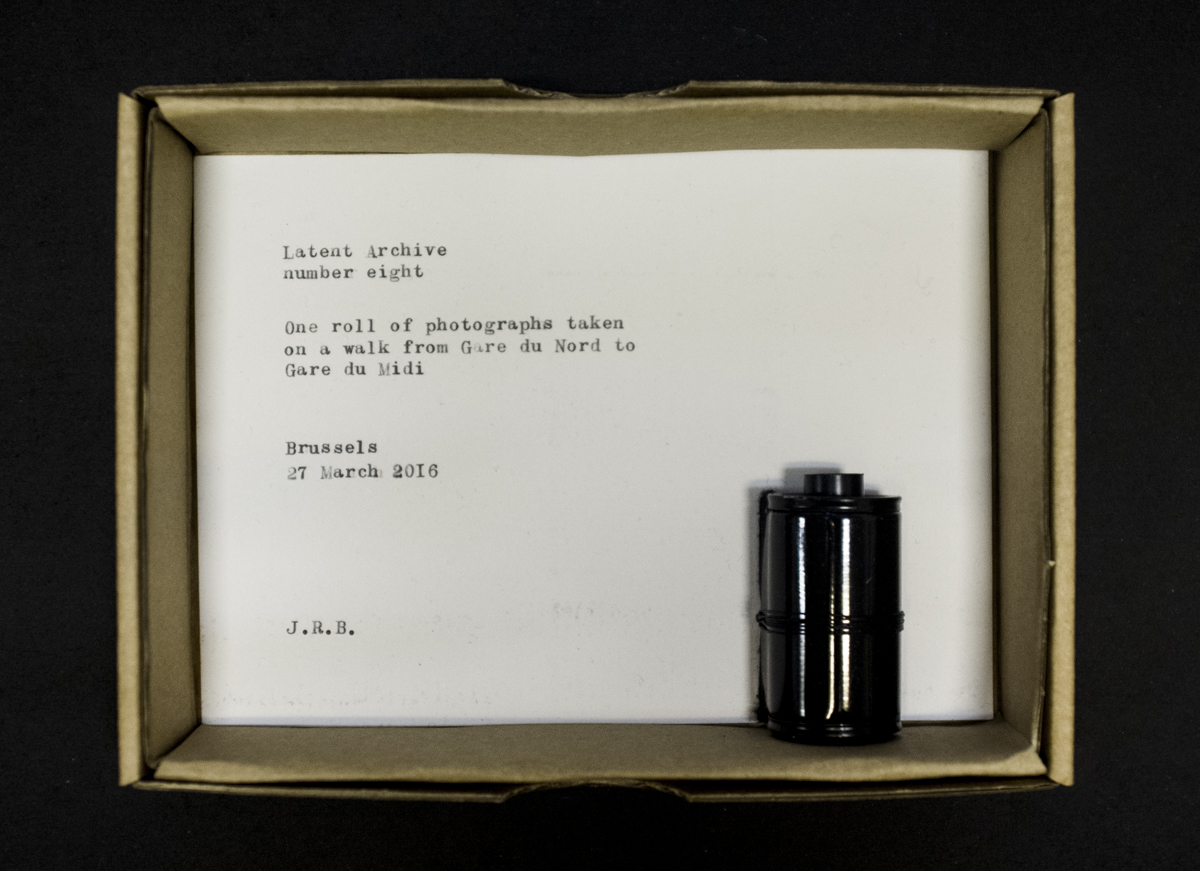 Latent Archive
number eight
One roll of photographs taken
on a walk from Gare du Nord to
Gare du Midi
Brussels
27 March 2016
J.R.B.